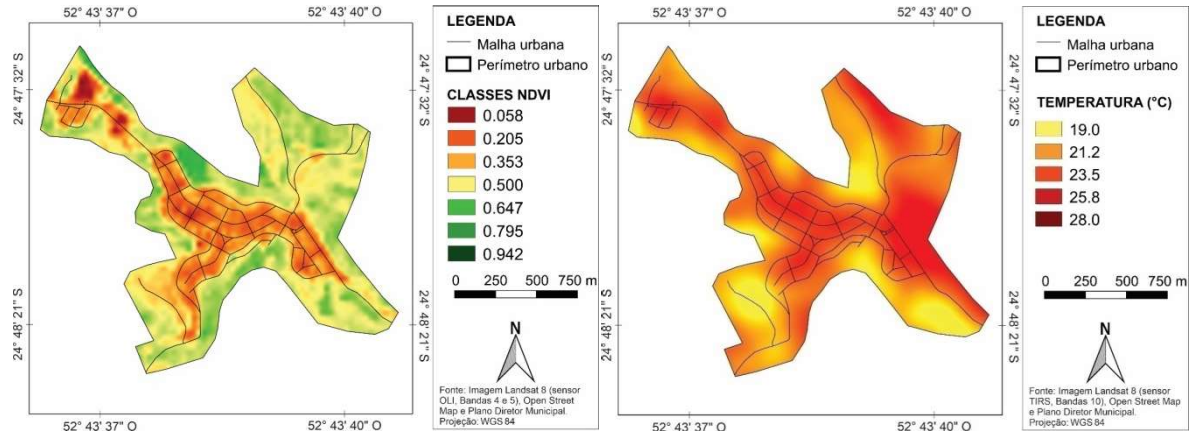 52° 43' 37" O
52° 43' 40" O
24° 47' 32" S
24° 47' 32" S
24° 48' 21" S
24° 48' 21" S
52° 43' 37" O
52° 43' 40" O
LEGENDA
Malha urbana
Perímetro urbano
CLASSES NDVI
0.058
0.205
0.353
0.500
0.647
0.795
0.942
0 250 500 750 m
N
Fonte: Imagem Landsat 8 (sensor
OLI, Bandas 4 e 5), Open Street
Map e Plano Diretor Municipal.
Projeção: WGS 84
52° 43' 37" O
52° 43' 40" O
24° 47' 32" S
24° 47' 32" S
24° 48' 21" S
24° 48' 21" S
52° 43' 37" O
52° 43' 40" O
LEGENDA
Malha urbana
Perímetro urbano
TEMPERATURA (°C)
19.0
21.2
23.5
25.8
28.0
0 250 500 750 m
N
Fonte: Imagem Landsat 8 (sensor
TIRS, Bandas 10), Open Street Map
e Plano Diretor Municipal.
Projeção: WGS 84